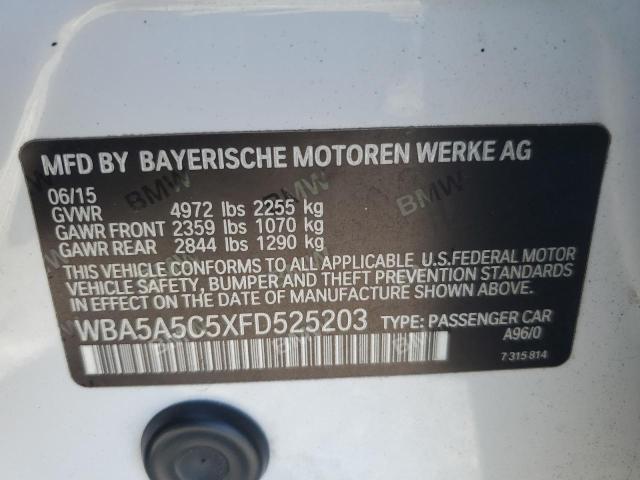 MFD BY BAYERISCHE MOTOREN WERKE AG
06/15
GVWR 4972 lbs 2255 kg
GAWR FRONT 2359 lbs 1070 kg
GAWR REAR 2844 lbs 1290 kg
THIS VEHICLE CONFORMS TO ALL APPLICABLE U.S.FEDERAL MOTOR
VEHICLE SAFETY, BUMPER AND THEFT PREVENTION STANDARDS
IN EFFECT ON THE DATE OF MANUFACTURE SHOWN ABOVE.
WBA5A5C5XFD525203 TYPE: PASSENGER CAR
A96/0
7 315 814
BMW
BMW
BMW